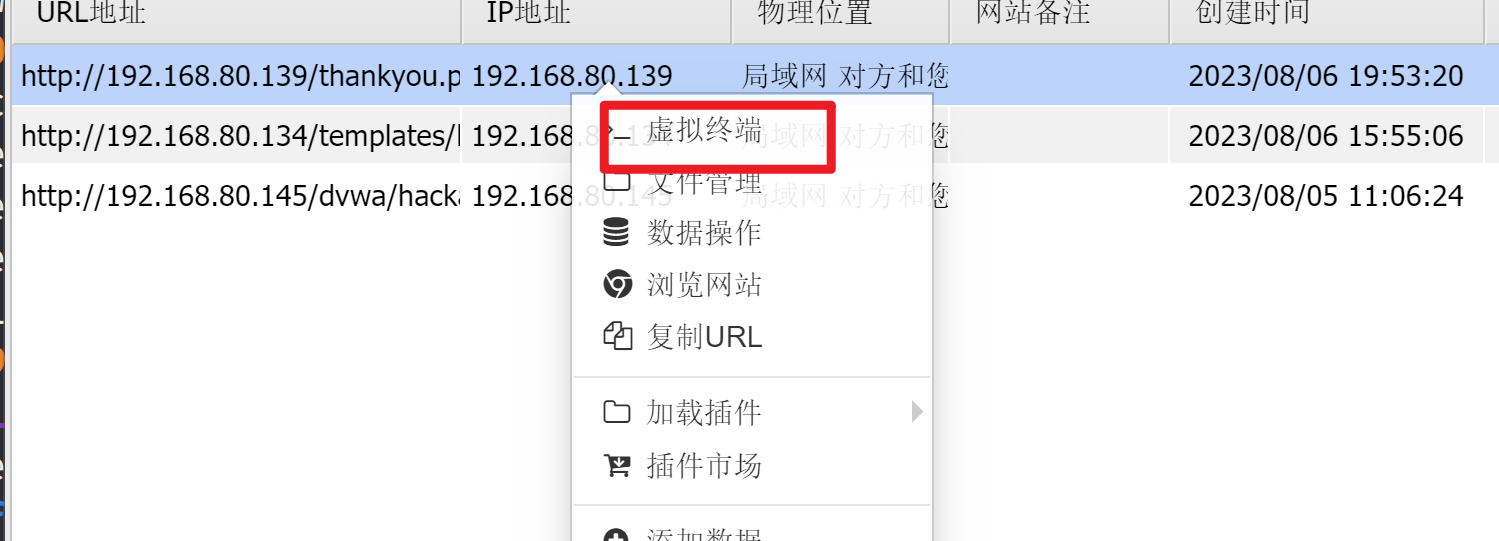 URL地址 IP地址 物理位置 网站备注 创建时间
http://192.168.80.139/thankyou.p 192.168.80.139 局域网 对方和您 2023/08/06 19:53:20
http://192.168.80.134/templates/ 192.168.80.134 局域网 对方和您 2023/08/06 15:55:06
http://192.168.80.145/dvwa/hacka 192.168.80.145 局域网 对方和您 2023/08/05 11:06:24
虚拟终端
文件管理
数据操作
浏览网站
复制URL
加载插件
插件市场
添加数据